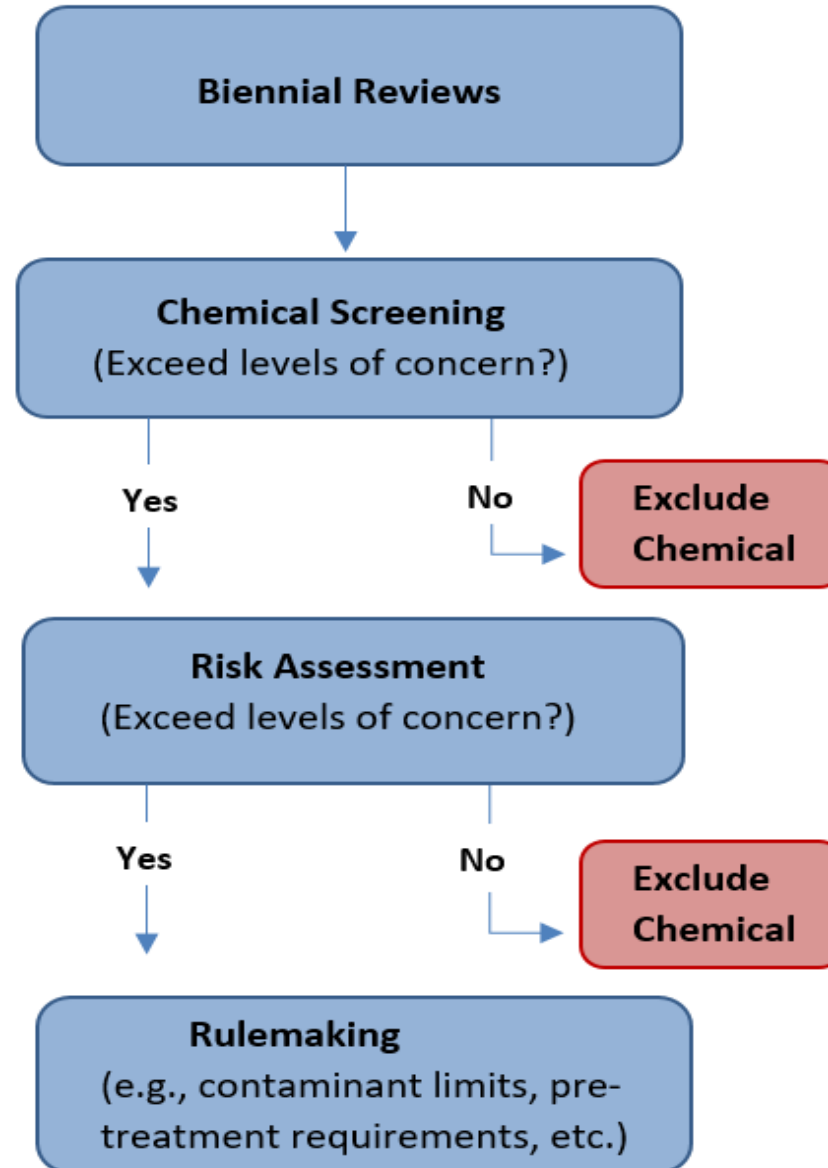 Biennial Reviews
Chemical Screening
(Exceed levels of concern?)
Yes
No
Exclude
Chemical
Risk Assessment
(Exceed levels of concern?)
Yes
No
Exclude
Chemical
Rulemaking
(e.g., contaminant limits, pre-
treatment requirements, etc.)